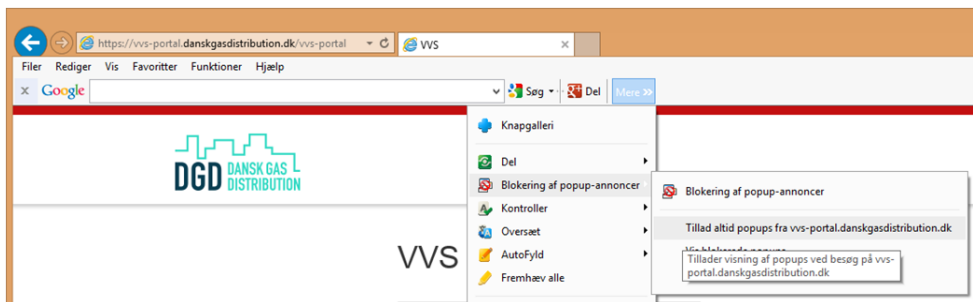 https://vvs-portal.danskgasdistribution.dk/vvs-portal
VVS
Filer Rediger Vis Favoritter Funktioner Hjælp
x Google Søg Del Mere »
Knapgalleri
DGD DANSK GAS
DISTRIBUTION
Del
Blokering af popup-annoncer
Blokering af popup-annoncer
Kontroller
Tillad altid popups fra vvs-portal.danskgasdistribution.dk
Oversæt
VVS
AutoFyld
Tillader visning af popups ved besøg på vvs-
portal.danskgasdistribution.dk
Fremhæv alle